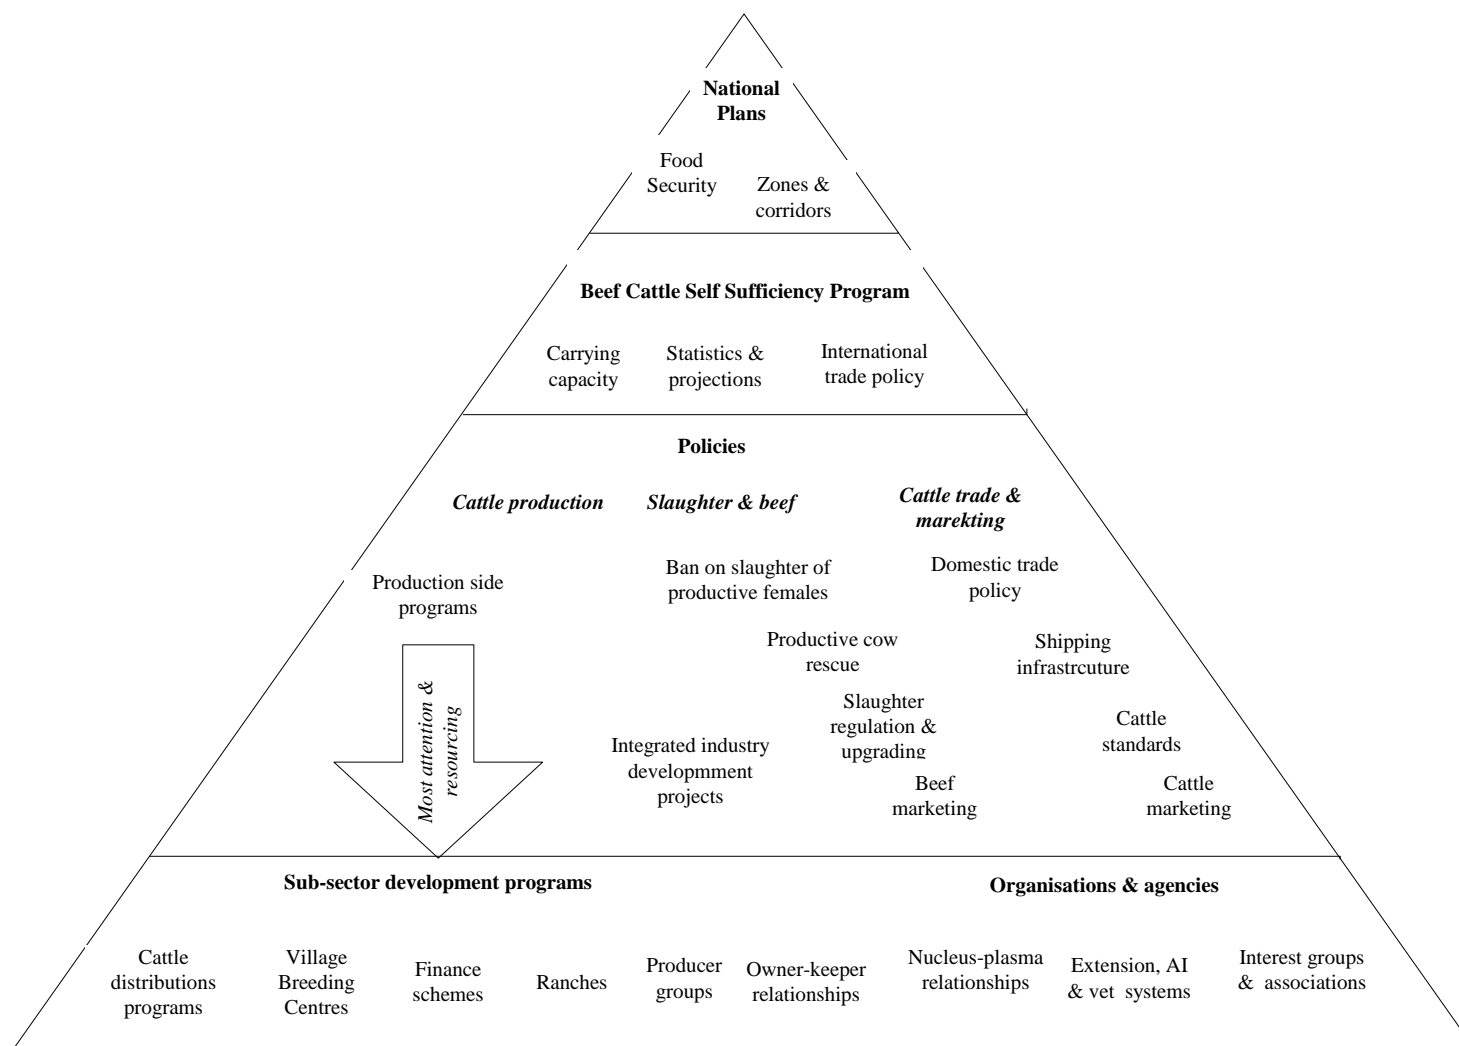 National
Plans
Food
Security
Zones &
corridors
Beef Cattle Self Sufficiency Program
Carrying
capacity
Statistics &
projections
International
trade policy
Policies
Cattle production
Slaughter & beef
Cattle trade &
marekting
Production side
programs
Ban on slaughter of
productive females
Domestic trade
policy
Productive cow
rescue
Shipping
infrastrcuture
Most attention &
resourcing
Slaughter
regulation &
upgrading
Cattle
standards
Integrated industry
developmment
projects
Beef
marketing
Cattle
marketing
Sub-sector development programs
Organisations & agencies
Cattle
distributions
programs
Village
Breeding
Centres
Finance
schemes
Ranches
Producer
groups
Owner-keeper
relationships
Nucleus-plasma
relationships
Extension, AI
& vet systems
Interest groups
& associations